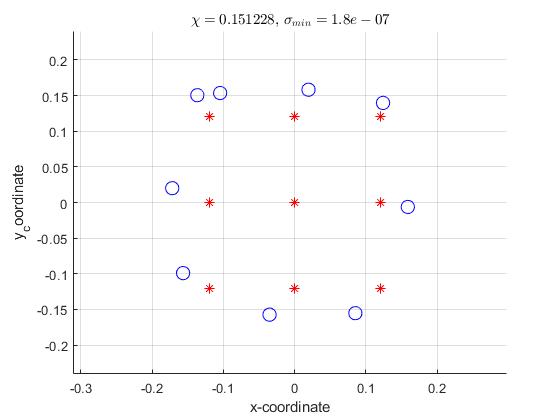 χ = 0.151228, σ_min = 1.8e − 07
0.2
0.15
0.1
0.05
0
-0.05
-0.1
-0.15
-0.2
y_coordinate
-0.3 -0.2 -0.1 0 0.1 0.2
x-coordinate